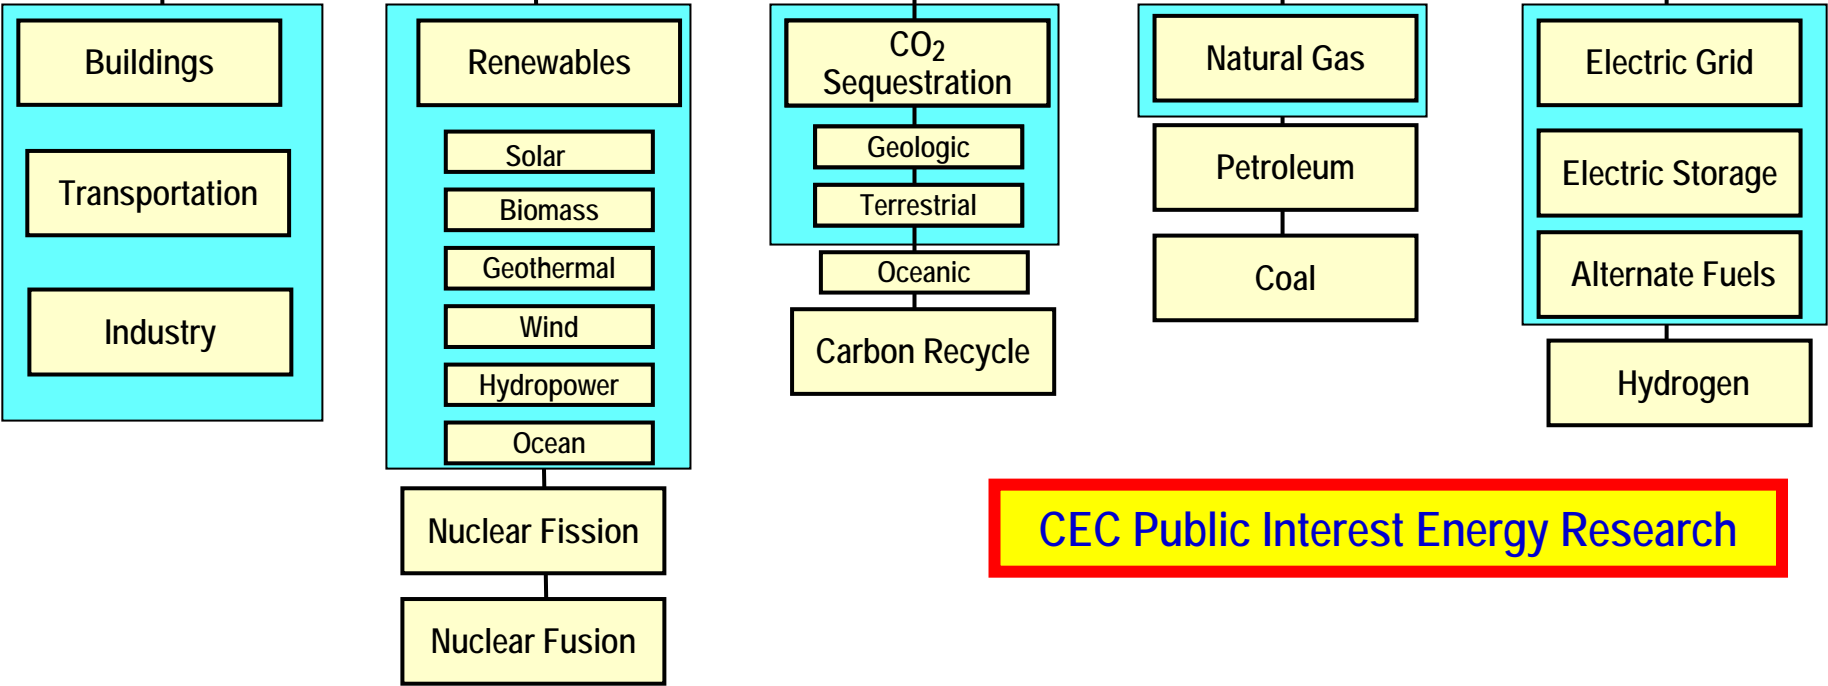 Buildings
Transportation
Industry
Renewables
Solar
Biomass
Geothermal
Wind
Hydropower
Ocean
Nuclear Fission
Nuclear Fusion
CO2
Sequestration
Geologic
Terrestrial
Oceanic
Carbon Recycle
Natural Gas
Petroleum
Coal
Electric Grid
Electric Storage
Alternate Fuels
Hydrogen
CEC Public Interest Energy Research